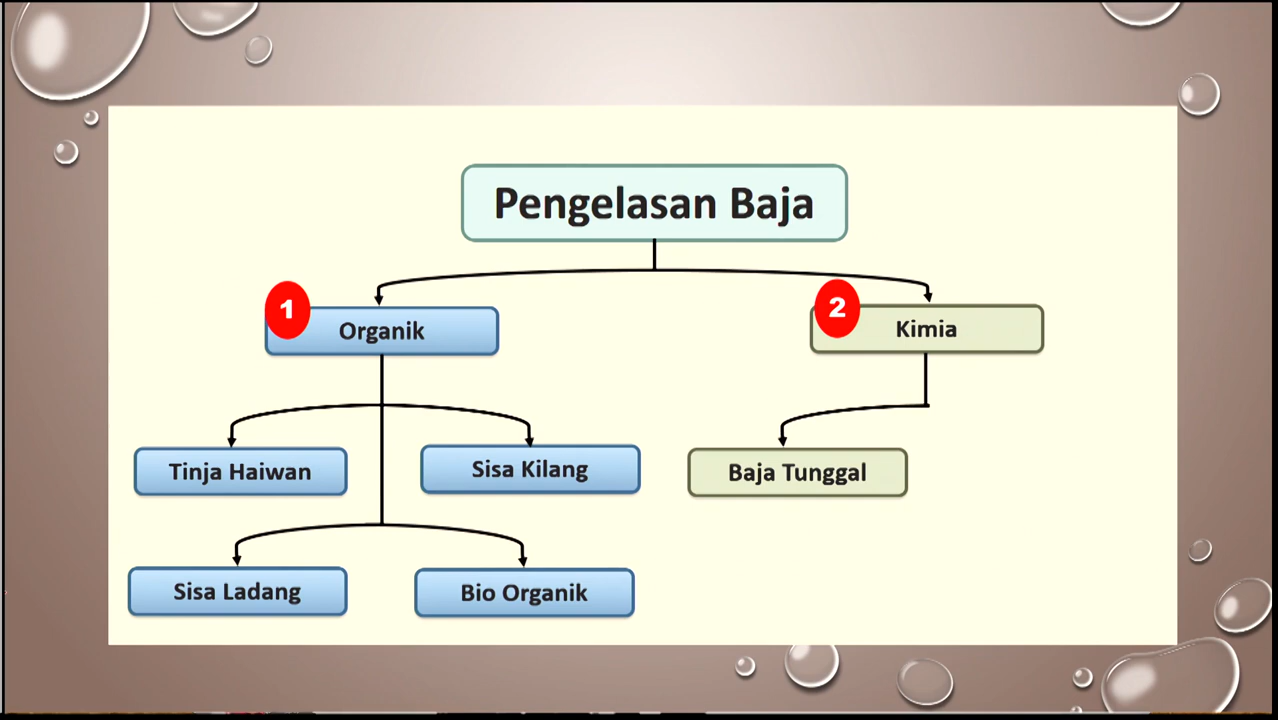 Pengelasan Baja
1
Organik
2
Kimia
Tinja Haiwan
Sisa Kilang
Baja Tunggal
Sisa Ladang
Bio Organik